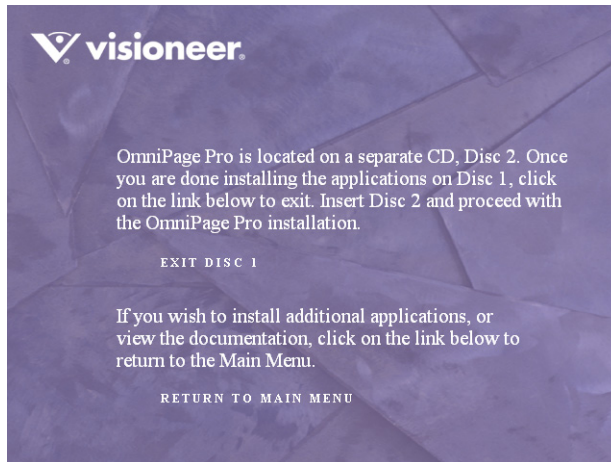 visioneer.
OmniPage Pro is located on a separate CD, Disc 2. Once
you are done installing the applications on Disc 1, click
on the link below to exit. Insert Disc 2 and proceed with
the OmniPage Pro installation.
EXIT DISC 1
If you wish to install additional applications, or
view the documentation, click on the link below to
return to the Main Menu.
RETURN TO MAIN MENU